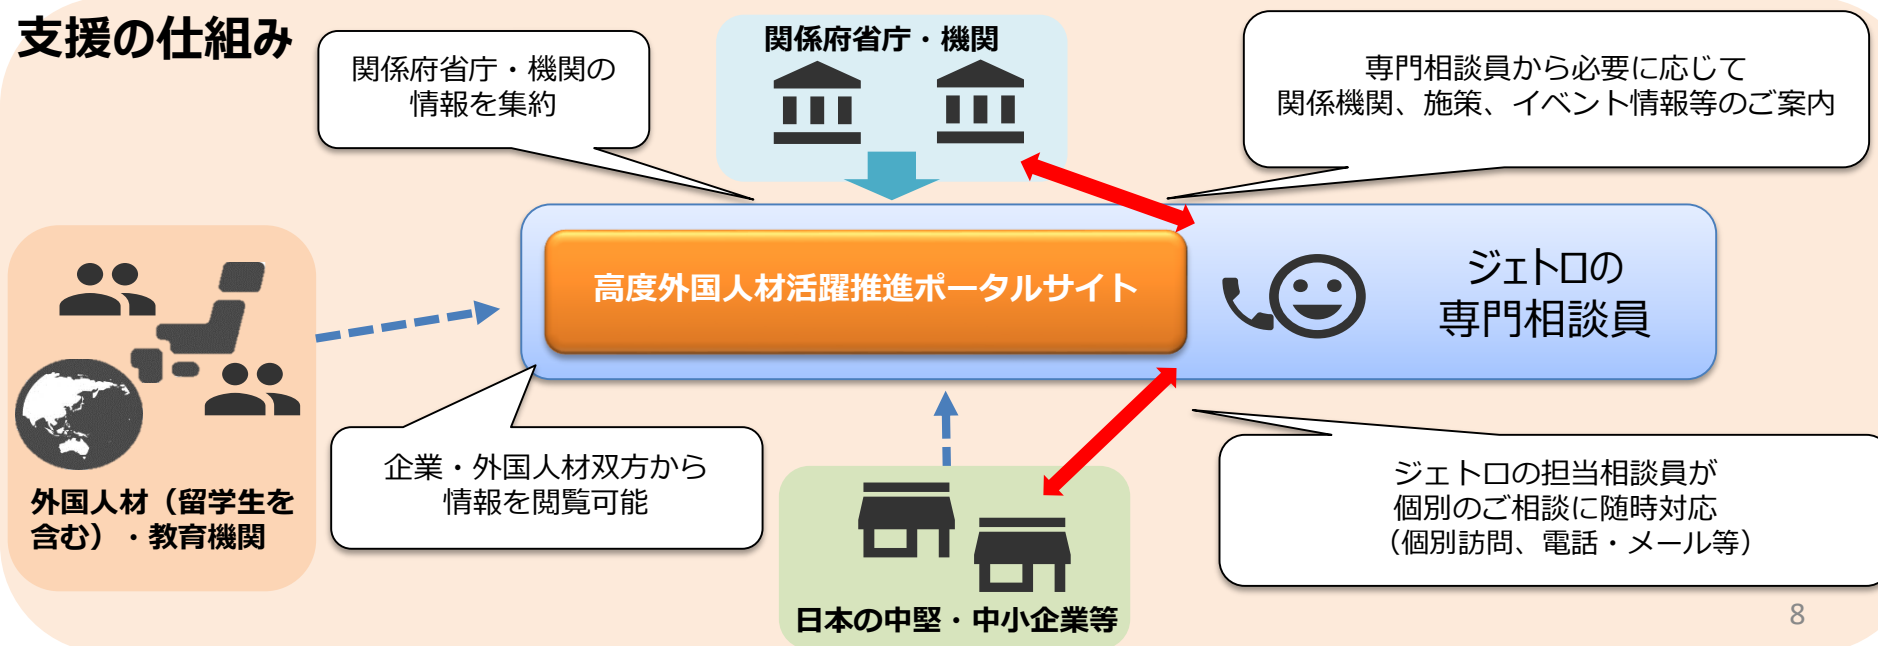 支援の仕組み
関係府省庁・機関の
情報を集約
関係府省庁・機関
専門相談員から必要に応じて
関係機関、施策、イベント情報等のご案内
高度外国人材活躍推進ポータルサイト
ジェトロの
専門相談員
外国人材（留学生を
含む）・教育機関
企業・外国人材双方から
情報を閲覧可能
日本の中堅・中小企業等
ジェトロの担当相談員が
個別のご相談に随時対応
（個別訪問、電話・メール等）
8